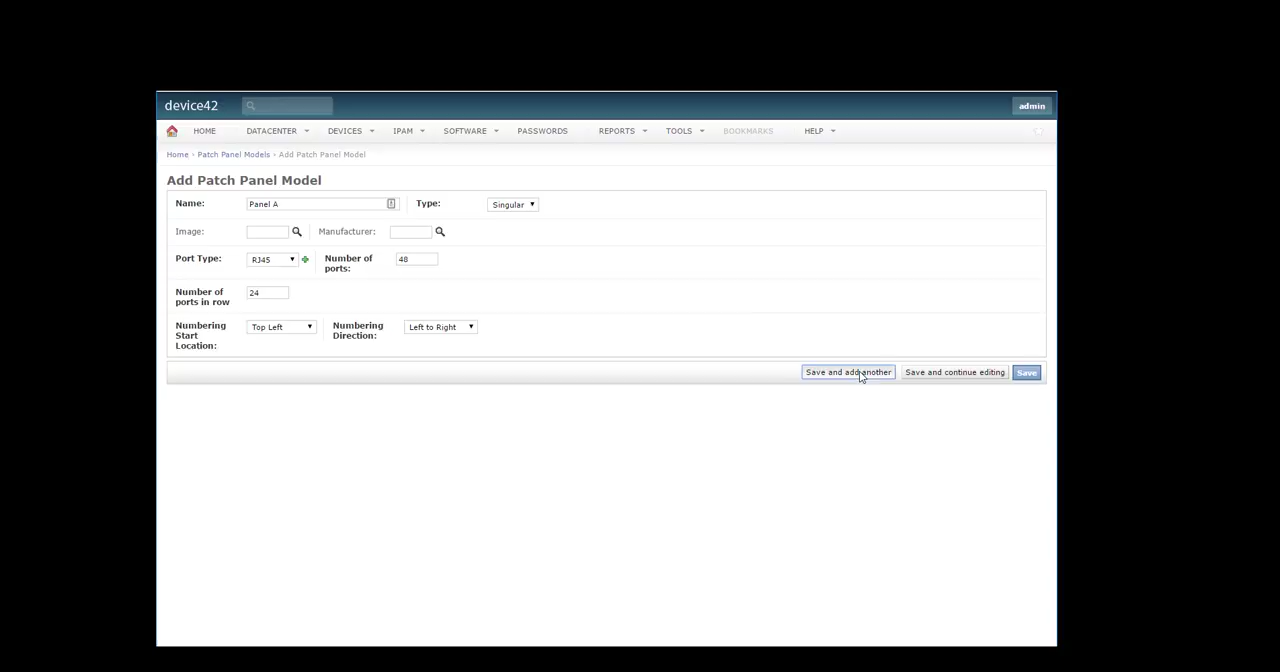 device42
admin
HOME DATACENTER DEVICES IPAM SOFTWARE PASSWORDS REPORTS TOOLS BOOKMARKS HELP
Home › Patch Panel Models › Add Patch Panel Model
Add Patch Panel Model
Name: Panel A Type: Singular
Image: Manufacturer:
Port Type: RJ45 Number of ports: 48
Number of ports in row 24
Numbering Start Location: Top Left Numbering Direction: Left to Right
Save and add another Save and continue editing Save